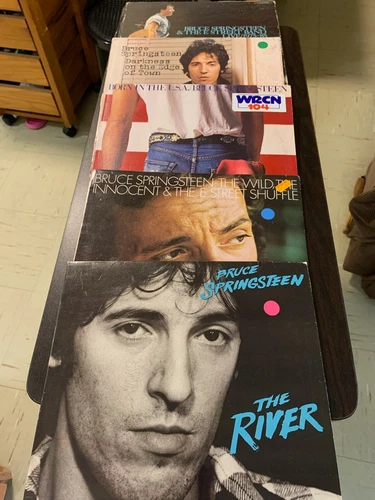 BRUCE SPRINGSTEEN
& THE E STREET BAND
Bruce
Springsteen
Darkness
on the Edge
of Town
BORN IN THE U.S.A./BRUCE SPRINGSTEEN
WRCN
104
BRUCE SPRINGSTEEN THE WILD, THE
INNOCENT & THE E STREET SHUFFLE
BRUCE
SPRINGSTEEN
THE
RIVER